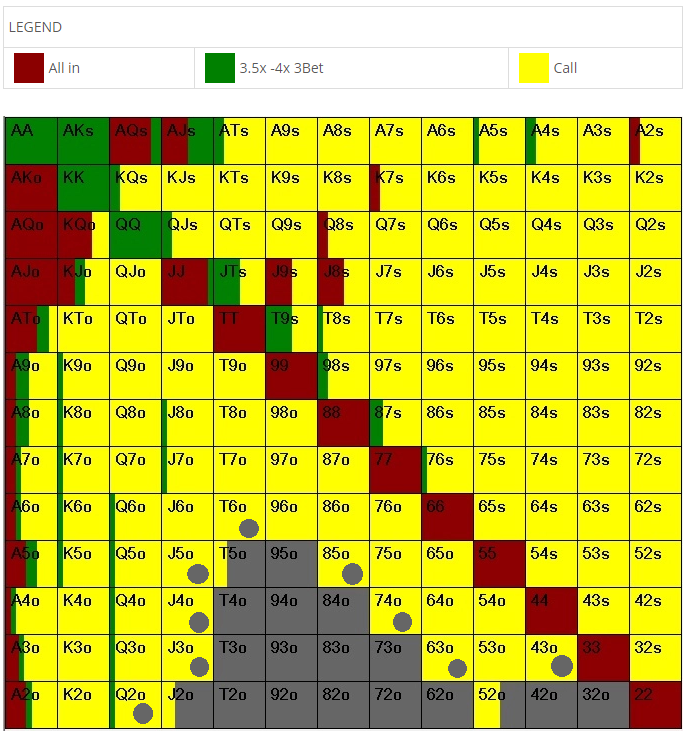 LEGEND
All in 3.5x -4x 3Bet Call
AA AKs AQs AJs ATs A9s A8s A7s A6s A5s A4s A3s A2s
AKo KK KQs KJs KTs K9s K8s K7s K6s K5s K4s K3s K2s
AQo KQo QQ QJs QTs Q9s Q8s Q7s Q6s Q5s Q4s Q3s Q2s
AJo KJo QJo JJ JTs J9s J8s J7s J6s J5s J4s J3s J2s
ATo KTo QTo JTo TT T9s T8s T7s T6s T5s T4s T3s T2s
A9o K9o Q9o J9o T9o 99 98s 97s 96s 95s 94s 93s 92s
A8o K8o Q8o J8o T8o 98o 88 87s 86s 85s 84s 83s 82s
A7o K7o Q7o J7o T7o 97o 87o 77 76s 75s 74s 73s 72s
A6o K6o Q6o J6o T6o 96o 86o 76o 66 65s 64s 63s 62s
A5o K5o Q5o J5o T5o 95o 85o 75o 65o 55 54s 53s 52s
A4o K4o Q4o J4o T4o 94o 84o 74o 64o 54o 44 43s 42s
A3o K3o Q3o J3o T3o 93o 83o 73o 63o 53o 43o 33 32s
A2o K2o Q2o J2o T2o 92o 82o 72o 62o 52o 42o 32o 22